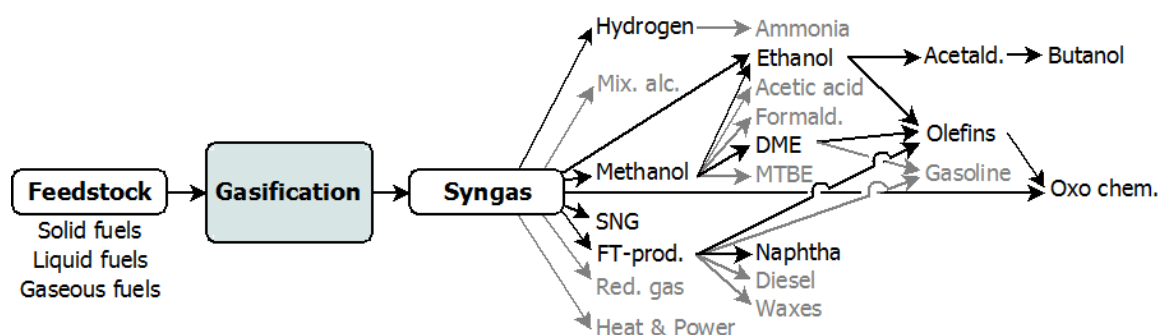 Hydrogen
Ammonia
Ethanol
Acetald.
Butanol
Mix. alc.
Acetic acid
Formald.
DME
Olefins
Feedstock
Gasification
Syngas
Methanol
MTBE
Gasoline
Oxo chem.
Solid fuels
Liquid fuels
Gaseous fuels
SNG
FT-prod.
Naphtha
Red. gas
Diesel
Waxes
Heat & Power